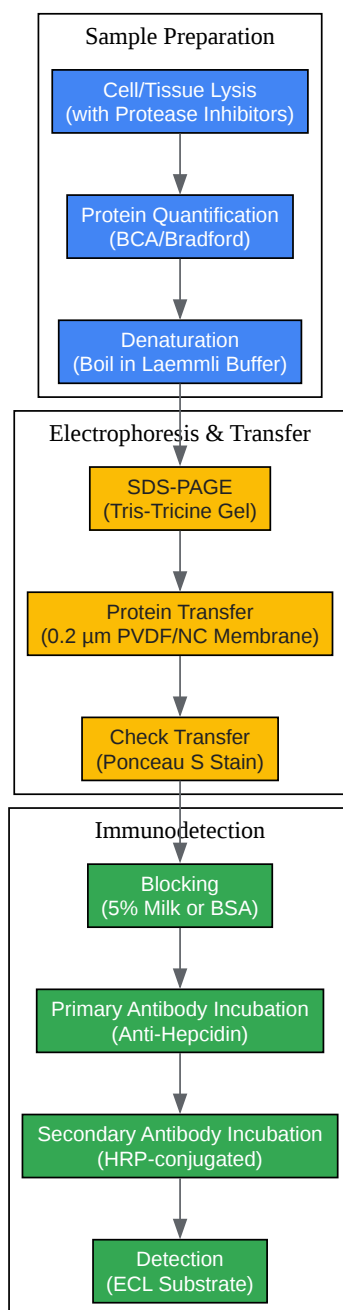 Sample Preparation
Cell/Tissue Lysis
(with Protease Inhibitors)
Protein Quantification
(BCA/Bradford)
Denaturation
(Boil in Laemmli Buffer)
Electrophoresis & Transfer
SDS-PAGE
(Tris-Tricine Gel)
Protein Transfer
(0.2 µm PVDF/NC Membrane)
Check Transfer
(Ponceau S Stain)
Immunodetection
Blocking
(5% Milk or BSA)
Primary Antibody Incubation
(Anti-Hepcidin)
Secondary Antibody Incubation
(HRP-conjugated)
Detection
(ECL Substrate)